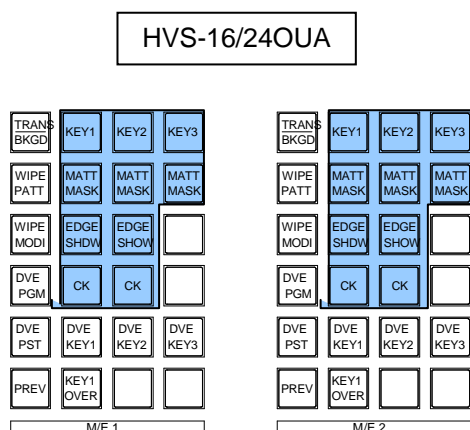 HVS-16/24OUA
TRANS KEY1 KEY2 KEY3 TRANS KEY1 KEY2 KEY3
BKGD BKGD
WIPE MATT MATT MATT WIPE MATT MATT MATT
PATT MASK MASK MASK PATT MASK MASK MASK
WIPE EDGE EDGE WIPE EDGE EDGE
MODI SHDW SHOW MODI SHDW SHOW
DVE CK CK DVE CK CK
PGM PGM
DVE DVE DVE DVE DVE DVE DVE DVE
PST KEY1 KEY2 KEY3 PST KEY1 KEY2 KEY3
PREV KEY1 PREV KEY1
OVER OVER
M/E 1 M/E 2